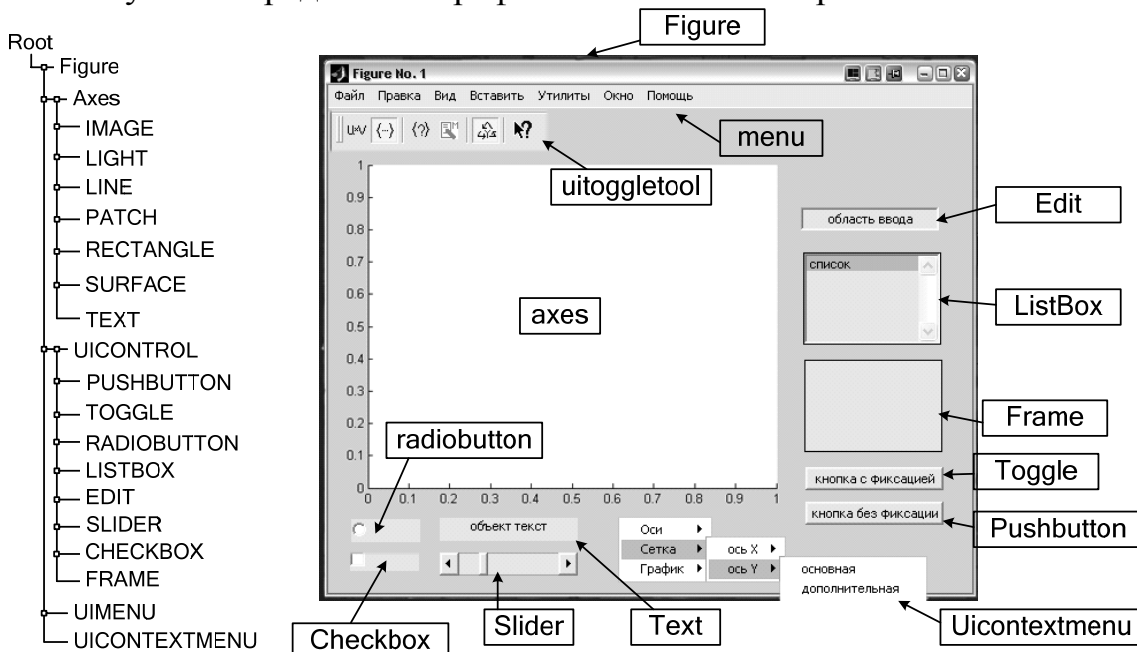 Root
Figure
Axes
IMAGE
LIGHT
LINE
PATCH
RECTANGLE
SURFACE
TEXT
UICONTROL
PUSHBUTTON
TOGGLE
RADIOBUTTON
LISTBOX
EDIT
SLIDER
CHECKBOX
FRAME
UIMENU
UICONTEXTMENU
Figure
Figure No. 1
Файл Правка Вид Вставить Утилиты Окно Помощь
menu
uitoggletool
1
0.9
0.8
0.7
0.6
0.5
0.4
0.3
0.2
0.1
0
0 0.1 0.2 0.3 0.4 0.5 0.6 0.7 0.8 0.9 1
axes
область ввода
Edit
список
ListBox
Frame
radiobutton
кнопка с фиксацией
Toggle
кнопка без фиксации
Pushbutton
объект текст
Оси
Сетка
График
ось X
ось Y
основная
дополнительная
Checkbox
Slider
Text
Uicontextmenu